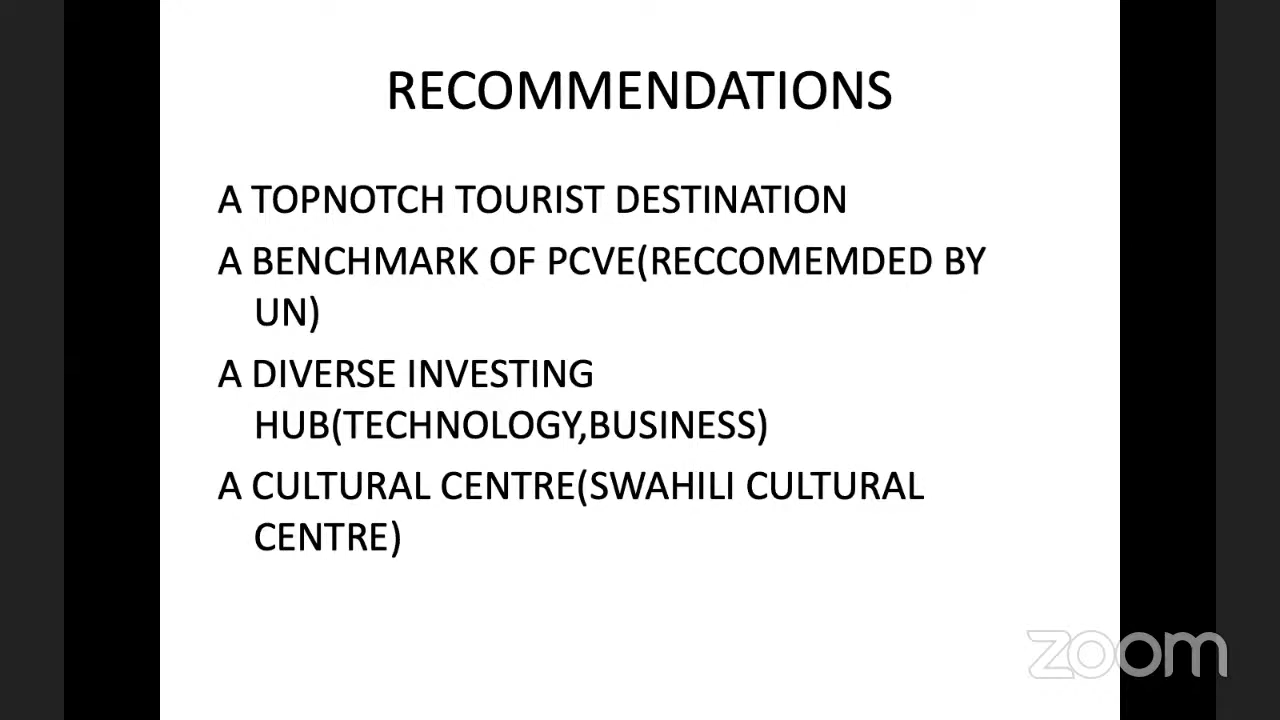 RECOMMENDATIONS
A TOPNOTCH TOURIST DESTINATION
A BENCHMARK OF PCVE(RECCOMEMDED BY
UN)
A DIVERSE INVESTING
HUB(TECHNOLOGY,BUSINESS)
A CULTURAL CENTRE(SWAHILI CULTURAL
CENTRE)
zoom